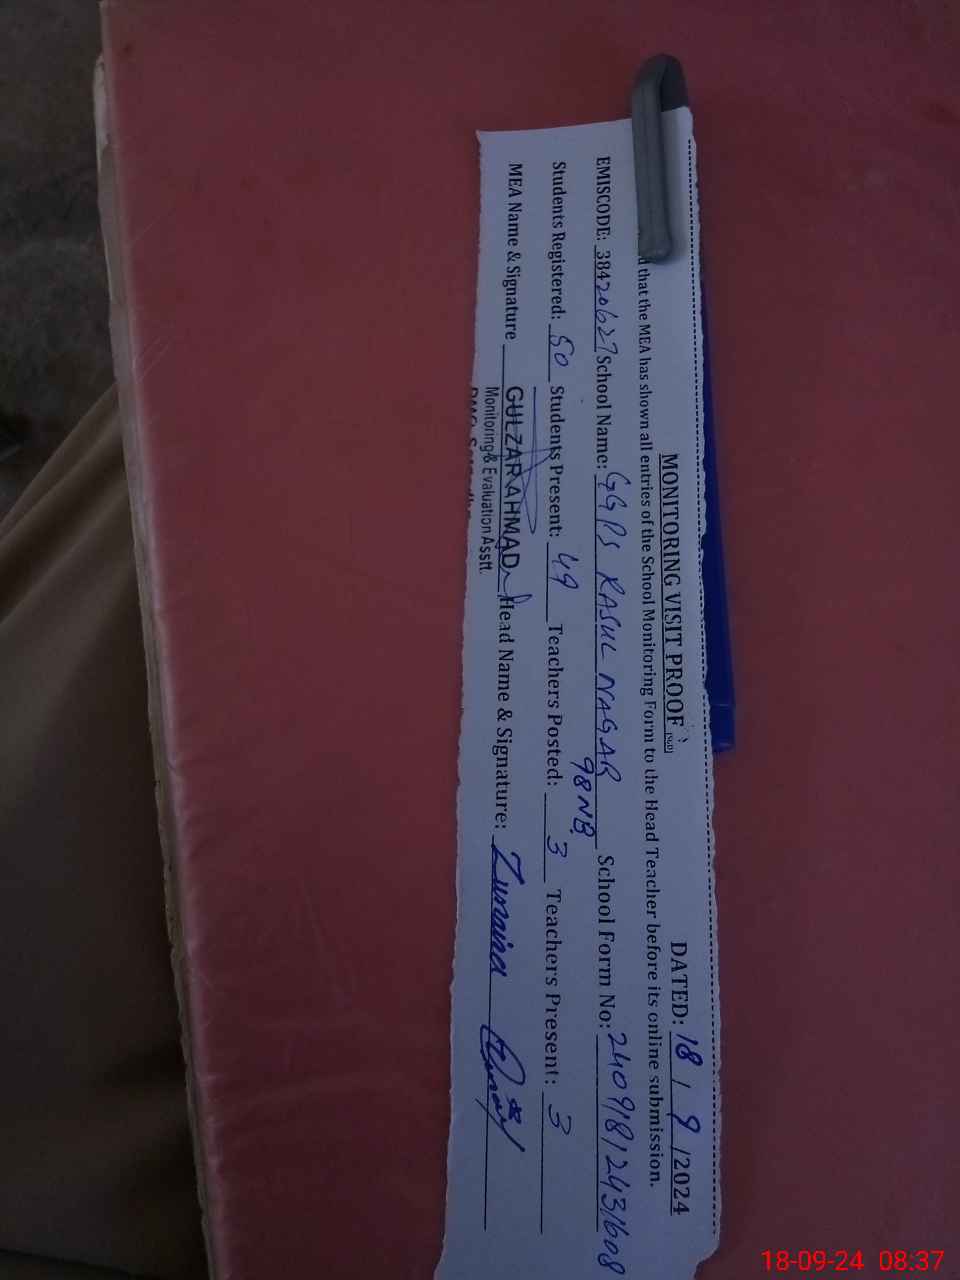 MONITORING VISIT PROOF DATED: 18 / 9 /2024
that the MEA has shown all entries of the School Monitoring Form to the Head Teacher before its online submission.
EMISCODE: 38420627 School Name: GGPS RASUL NAGAR School Form No: 24091812431608
98NB
Students Registered: 50 Students Present: 49 Teachers Posted: 3 Teachers Present: 3
MEA Name & Signature GULZAR AHMAD Head Name & Signature: Zunaira
Monitoring & Evaluation Asstt.
18-09-24 08:37